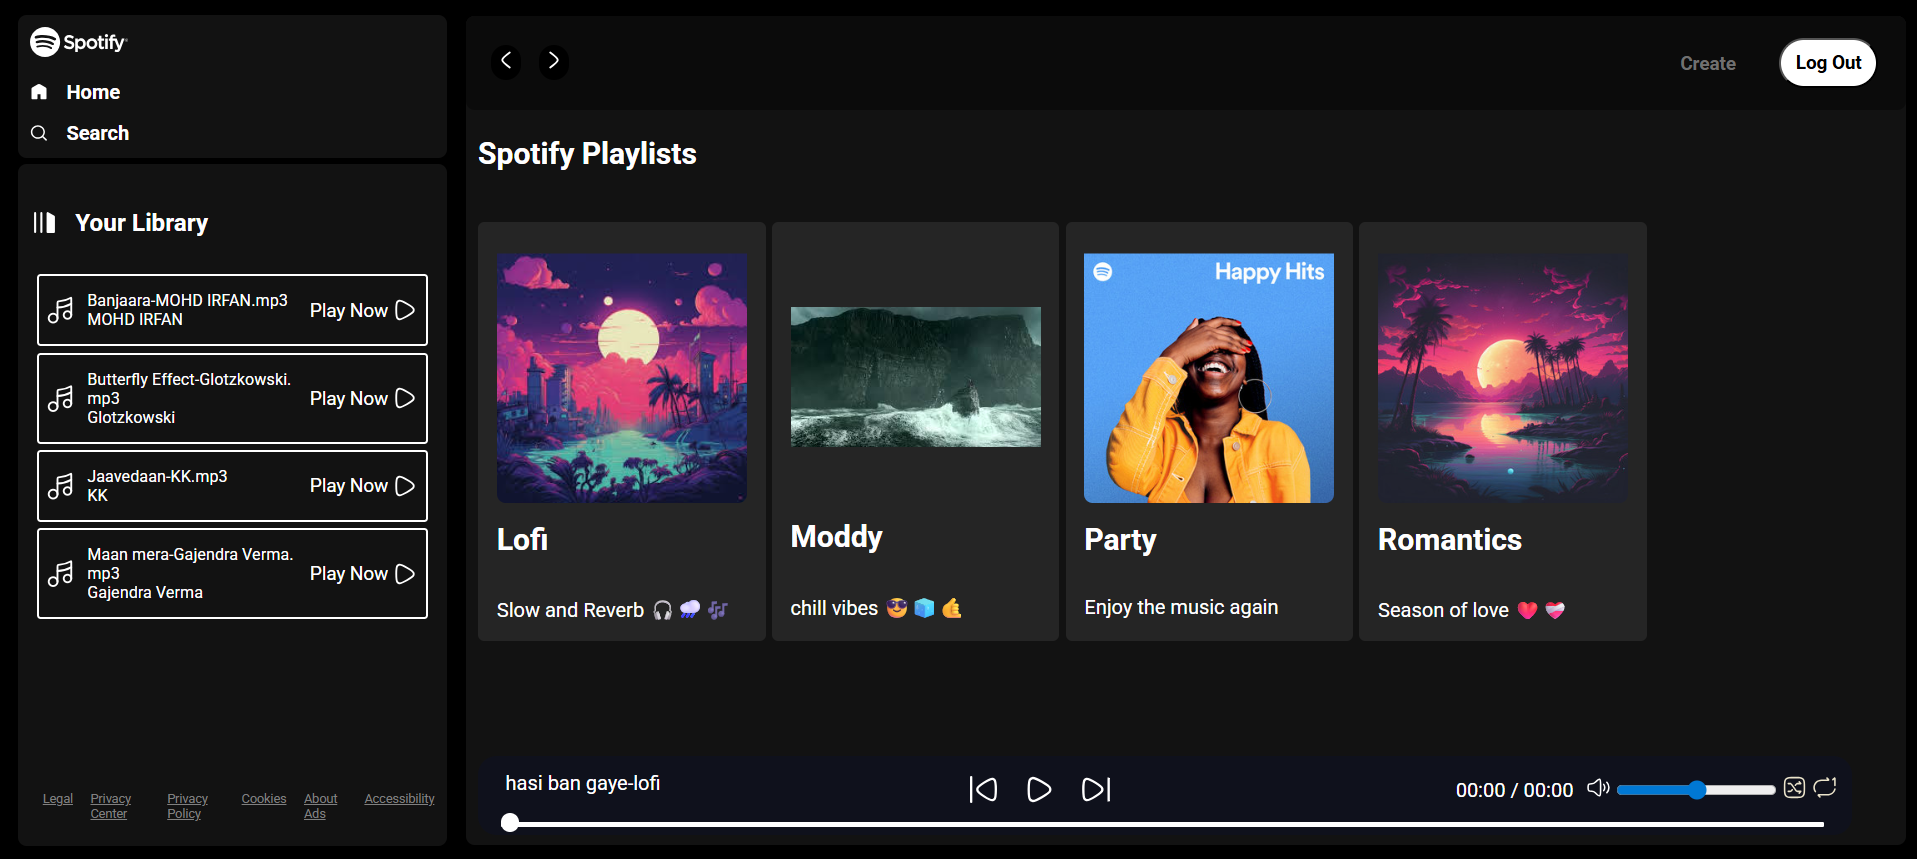 Spotify
Home
Search
Your Library
Banjaara-MOHD IRFAN.mp3
MOHD IRFAN
Play Now
Butterfly Effect-Glotzkowski.
mp3
Glotzkowski
Play Now
Jaavedaan-KK.mp3
KK
Play Now
Maan mera-Gajendra Verma.
mp3
Gajendra Verma
Play Now
Legal
Privacy
Center
Privacy
Policy
Cookies
About
Ads
Accessibility
Create
Log Out
Spotify Playlists
Happy Hits
Lofi
Slow and Reverb 🎧 🌧️ 🎶
Moddy
chill vibes 😎 🧊 🤙
Party
Enjoy the music again
Romantics
Season of love ❤️ 💝
hasi ban gaye-lofi
00:00 / 00:00